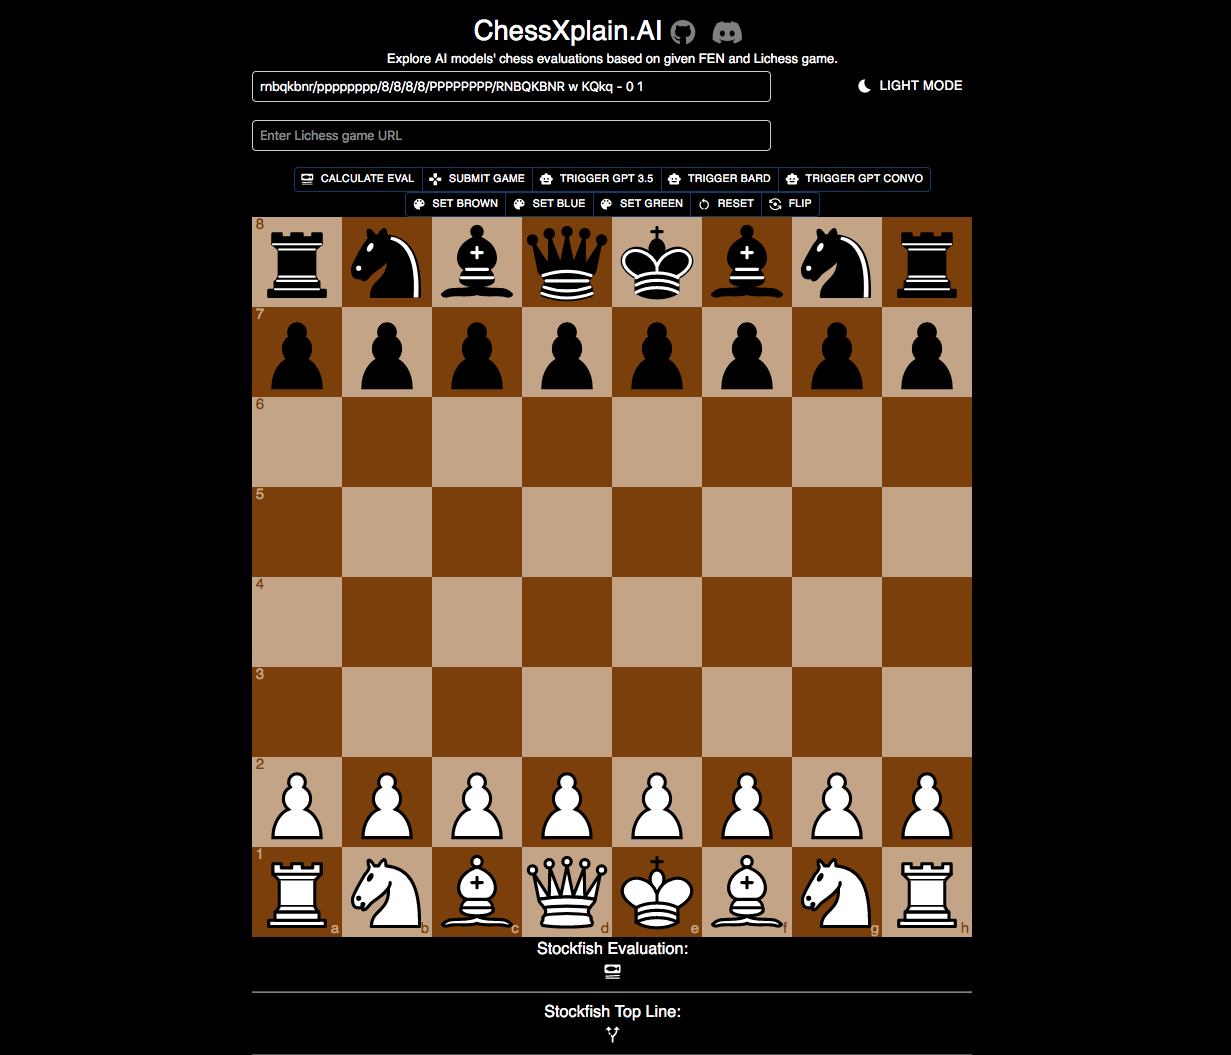 ChessXplain.AI
Explore AI models' chess evaluations based on given FEN and Lichess game.
rnbqkbnr/pppppppp/8/8/8/8/PPPPPPPP/RNBQKBNR w KQkq - 0 1
LIGHT MODE
Enter Lichess game URL
CALCULATE EVAL SUBMIT GAME TRIGGER GPT 3.5 TRIGGER BARD TRIGGER GPT CONVO
SET BROWN SET BLUE SET GREEN RESET FLIP
8
7
6
5
4
3
2
1
a b c d e f g h
Stockfish Evaluation:
Stockfish Top Line: